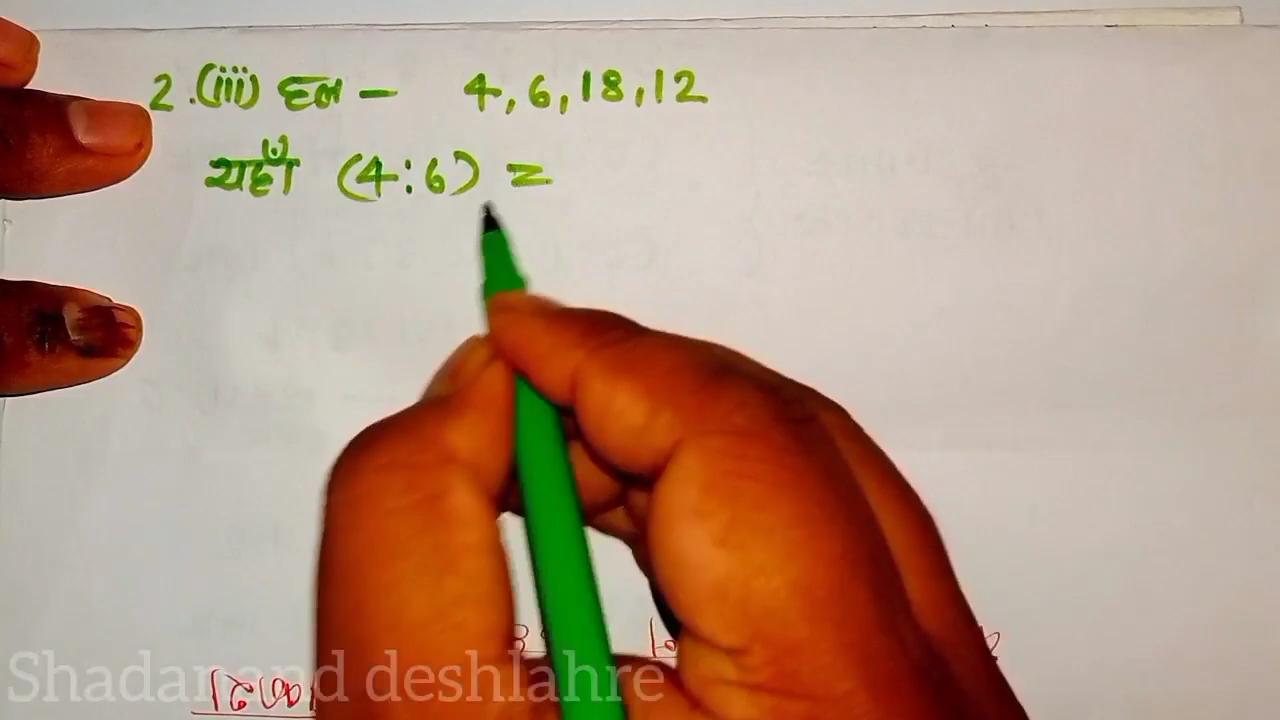 2.(iii) हल – 4,6,18,12
यहाँ (4:6) =
Shadanand deshlahre